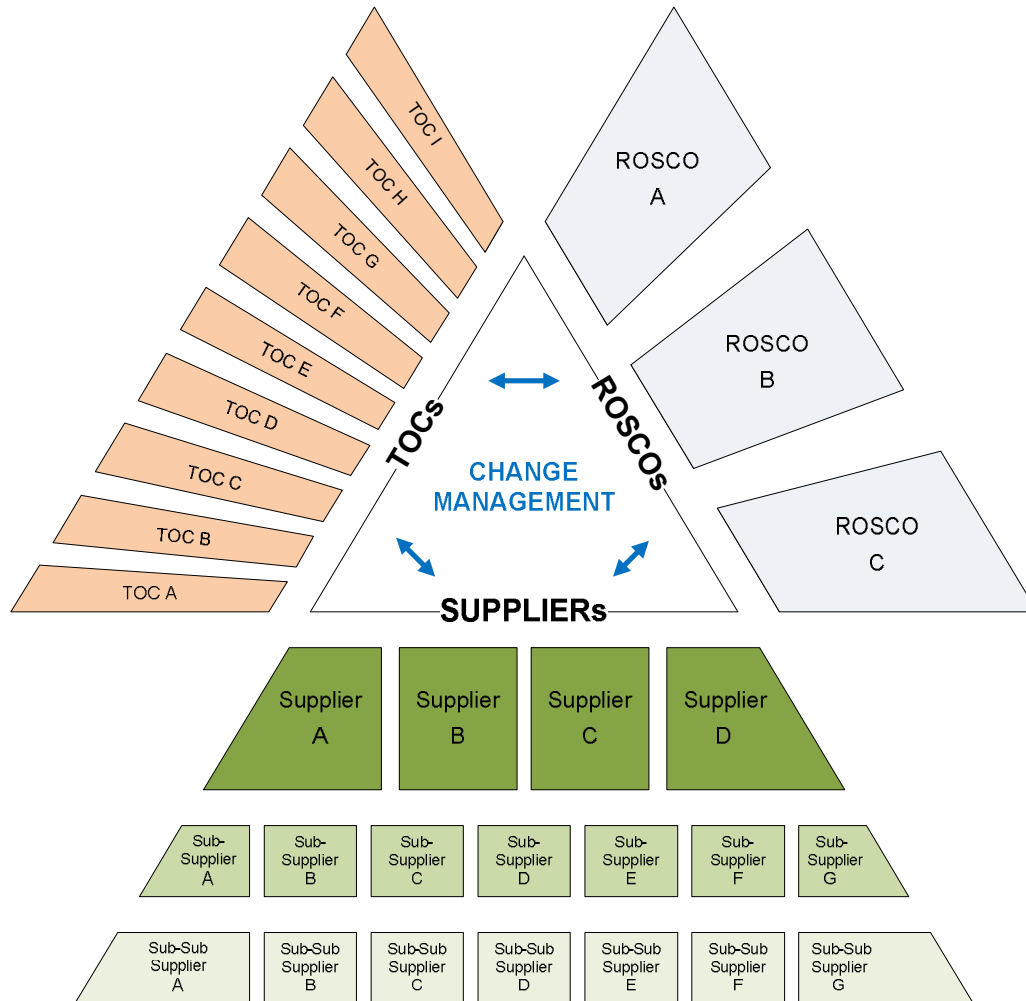 TOC I
TOC H
TOC G
TOC F
TOC E
TOC D
TOC C
TOC B
TOC A
ROSCO
A
ROSCO
B
ROSCO
C
TOCs
ROSCOs
CHANGE
MANAGEMENT
SUPPLIERs
Supplier
A
Supplier
B
Supplier
C
Supplier
D
Sub-
Supplier
A
Sub-
Supplier
B
Sub-
Supplier
C
Sub-
Supplier
D
Sub-
Supplier
E
Sub-
Supplier
F
Sub-
Supplier
G
Sub-Sub
Supplier
A
Sub-Sub
Supplier
B
Sub-Sub
Supplier
C
Sub-Sub
Supplier
D
Sub-Sub
Supplier
E
Sub-Sub
Supplier
F
Sub-Sub
Supplier
G